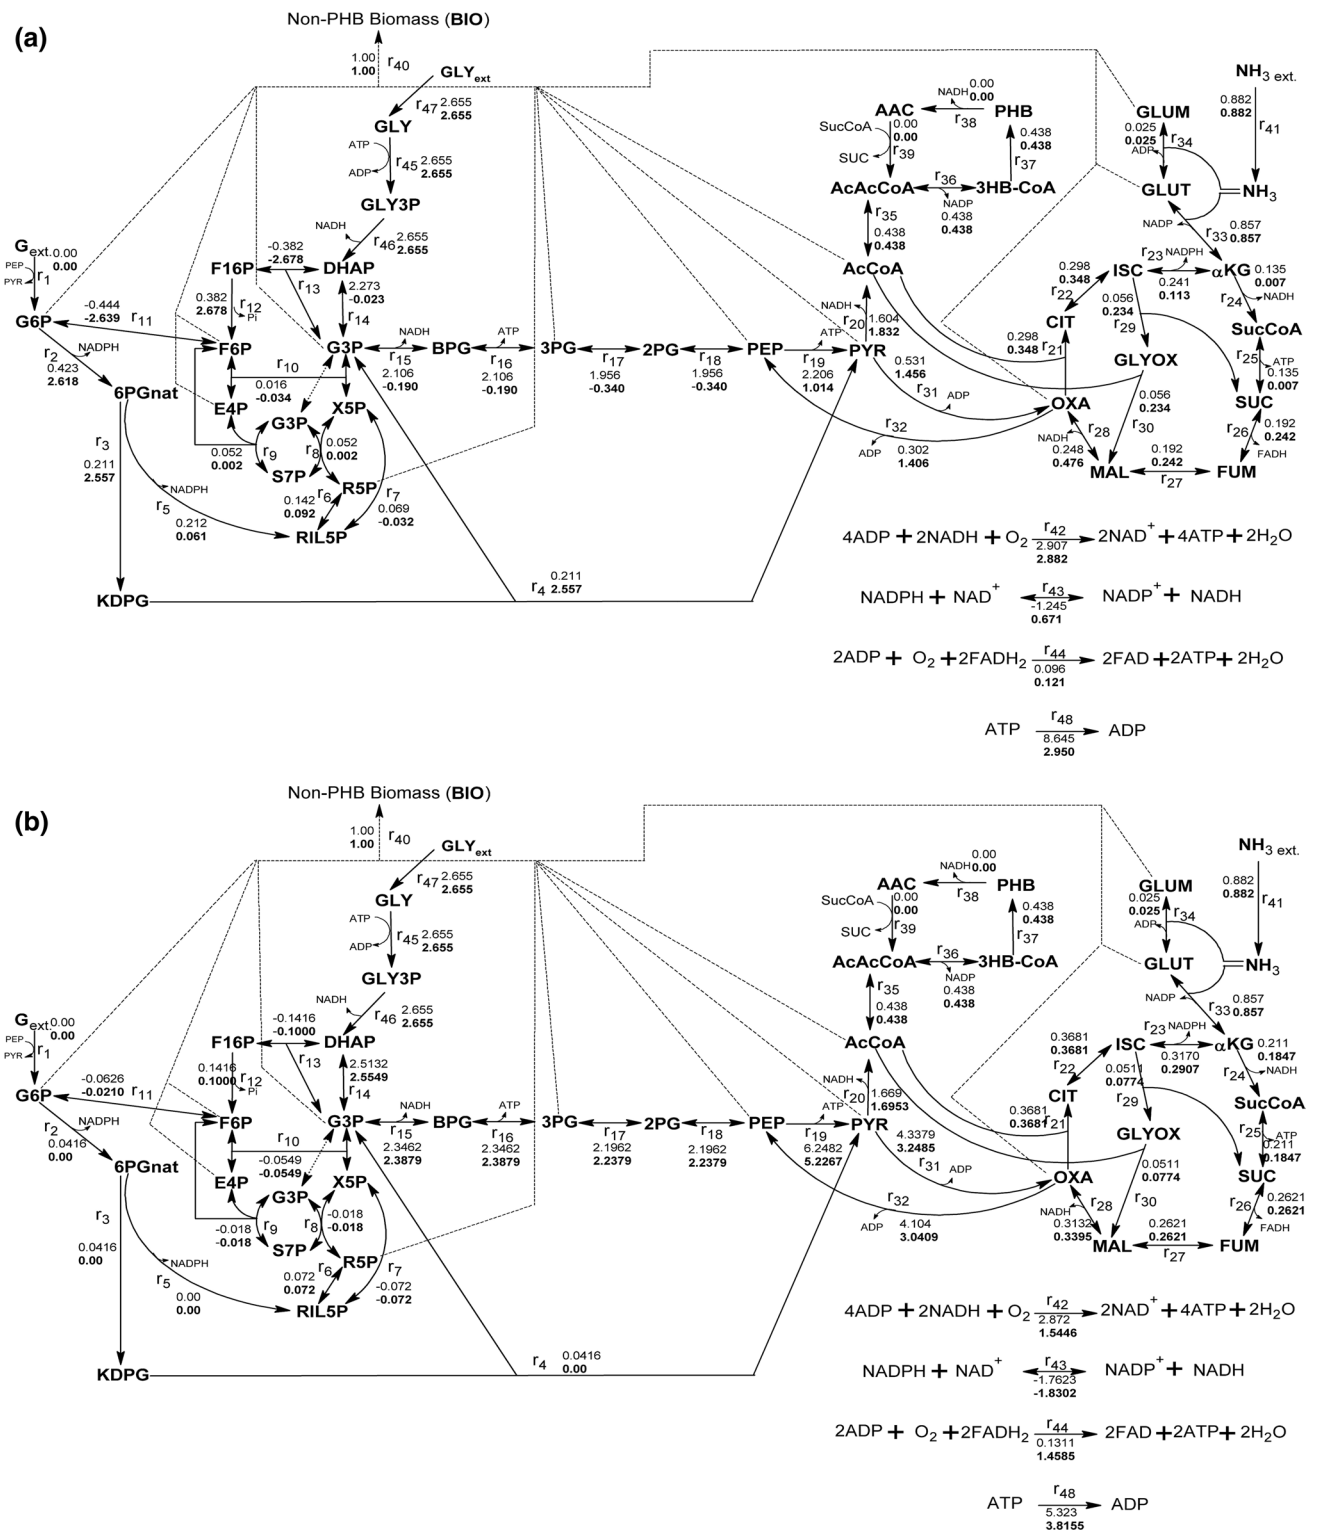 (a)
Non-PHB Biomass (BIO)
1.00
1.00
r40
GLYext
r47 2.655
2.655
GLY
ATP
ADP
r45 2.655
2.655
GLY3P
NADH
r46 2.655
2.655
Gext. 0.00
0.00
PEP
PYR
r1
G6P
-0.444
-2.639
r11
r2
0.423
2.618
NADPH
6PGnat
r3
0.211
2.557
r5
0.212
0.061
NADPH
KDPG
r4 0.211
2.557
F16P
-0.382
-2.678
r13
DHAP
0.382
2.678
r12
Pi
2.273
-0.023
r14
F6P
r10
0.016
-0.034
G3P
r15
NADH
2.106
-0.190
BPG
r16
ATP
2.106
-0.190
3PG
r17
1.956
-0.340
2PG
r18
1.956
-0.340
PEP
r19
ATP
2.206
1.014
PYR
E4P
G3P
X5P
0.052
0.002
r9
r8
0.052
0.002
S7P
R5P
0.142
0.092
r6
r7
0.069
-0.032
RIL5P
AAC
NADH 0.00
0.00
r38
PHB
SucCoA
SUC
0.00
0.00
r39
0.438
0.438
r37
AcAcCoA
r36
NADP
0.438
0.438
3HB-CoA
r35
0.438
0.438
AcCoA
NADH
r20
1.604
1.832
0.531
1.456
r31
ADP
r32
ADP
0.302
1.406
GLUM
0.025
0.025
ADP
r34
GLUT
NH3 ext.
0.882
0.882
r41
NH3
NADP
r33 0.857
0.857
0.298
0.348
r22
ISC
r23
NADPH
0.241
0.113
αKG
0.135
0.007
r24
NADH
CIT
0.298
0.348
r21
0.056
0.234
r29
GLYOX
SucCoA
r25
ATP
0.135
0.007
OXA
0.056
0.234
r30
SUC
r28
NADH
0.248
0.476
r26
0.192
0.242
FADH
MAL
0.192
0.242
r27
FUM
4ADP + 2NADH + O2 r42 2NAD+ + 4ATP + 2H2O
2.907
2.882
NADPH + NAD+ r43 NADP+ + NADH
-1.245
0.671
2ADP + O2 + 2FADH2 r44 2FAD + 2ATP + 2H2O
0.096
0.121
ATP r48 ADP
8.645
2.950
(b)
Non-PHB Biomass (BIO)
1.00
1.00
r40
GLYext
r47 2.655
2.655
GLY
ATP
ADP
r45 2.655
2.655
GLY3P
NADH
r46 2.655
2.655
Gext. 0.00
0.00
PEP
PYR
r1
G6P
-0.0626
-0.0210
r11
r2
0.0416
0.00
NADPH
6PGnat
r3
0.0416
0.00
r5
0.00
0.00
NADPH
KDPG
r4 0.0416
0.00
F16P
-0.1416
-0.1000
r13
DHAP
0.1416
0.1000
r12
Pi
2.5132
2.5549
r14
F6P
r10
-0.0549
-0.0549
G3P
r15
NADH
2.3462
2.3879
BPG
r16
ATP
2.3462
2.3879
3PG
r17
2.1962
2.2379
2PG
r18
2.1962
2.2379
PEP
r19
ATP
6.2482
5.2267
PYR
E4P
G3P
X5P
-0.018
-0.018
r9
r8
-0.018
-0.018
S7P
R5P
0.072
0.072
r6
r7
-0.072
-0.072
RIL5P
AAC
NADH 0.00
0.00
r38
PHB
SucCoA
SUC
0.00
0.00
r39
0.438
0.438
r37
AcAcCoA
r36
NADP
0.438
0.438
3HB-CoA
r35
0.438
0.438
AcCoA
NADH
r20
1.669
1.6953
4.3379
3.2485
r31
ADP
r32
ADP
4.104
3.0409
GLUM
0.025
0.025
ADP
r34
GLUT
NH3 ext.
0.882
0.882
r41
NH3
NADP
r33 0.857
0.857
0.3681
0.3681
r22
ISC
r23
NADPH
0.3170
0.2907
αKG
0.211
0.1847
r24
NADH
CIT
0.3681
0.3681
r21
0.0511
0.0774
r29
GLYOX
SucCoA
r25
ATP
0.211
0.1847
OXA
0.0511
0.0774
r30
SUC
r28
NADH
0.3132
0.3395
r26
0.2621
0.2621
FADH
MAL
0.2621
0.2621
r27
FUM
4ADP + 2NADH + O2 r42 2NAD+ + 4ATP + 2H2O
2.872
1.5446
NADPH + NAD+ r43 NADP+ + NADH
-1.7623
-1.8302
2ADP + O2 + 2FADH2 r44 2FAD + 2ATP + 2H2O
0.1311
1.4585
ATP r48 ADP
5.323
3.8155